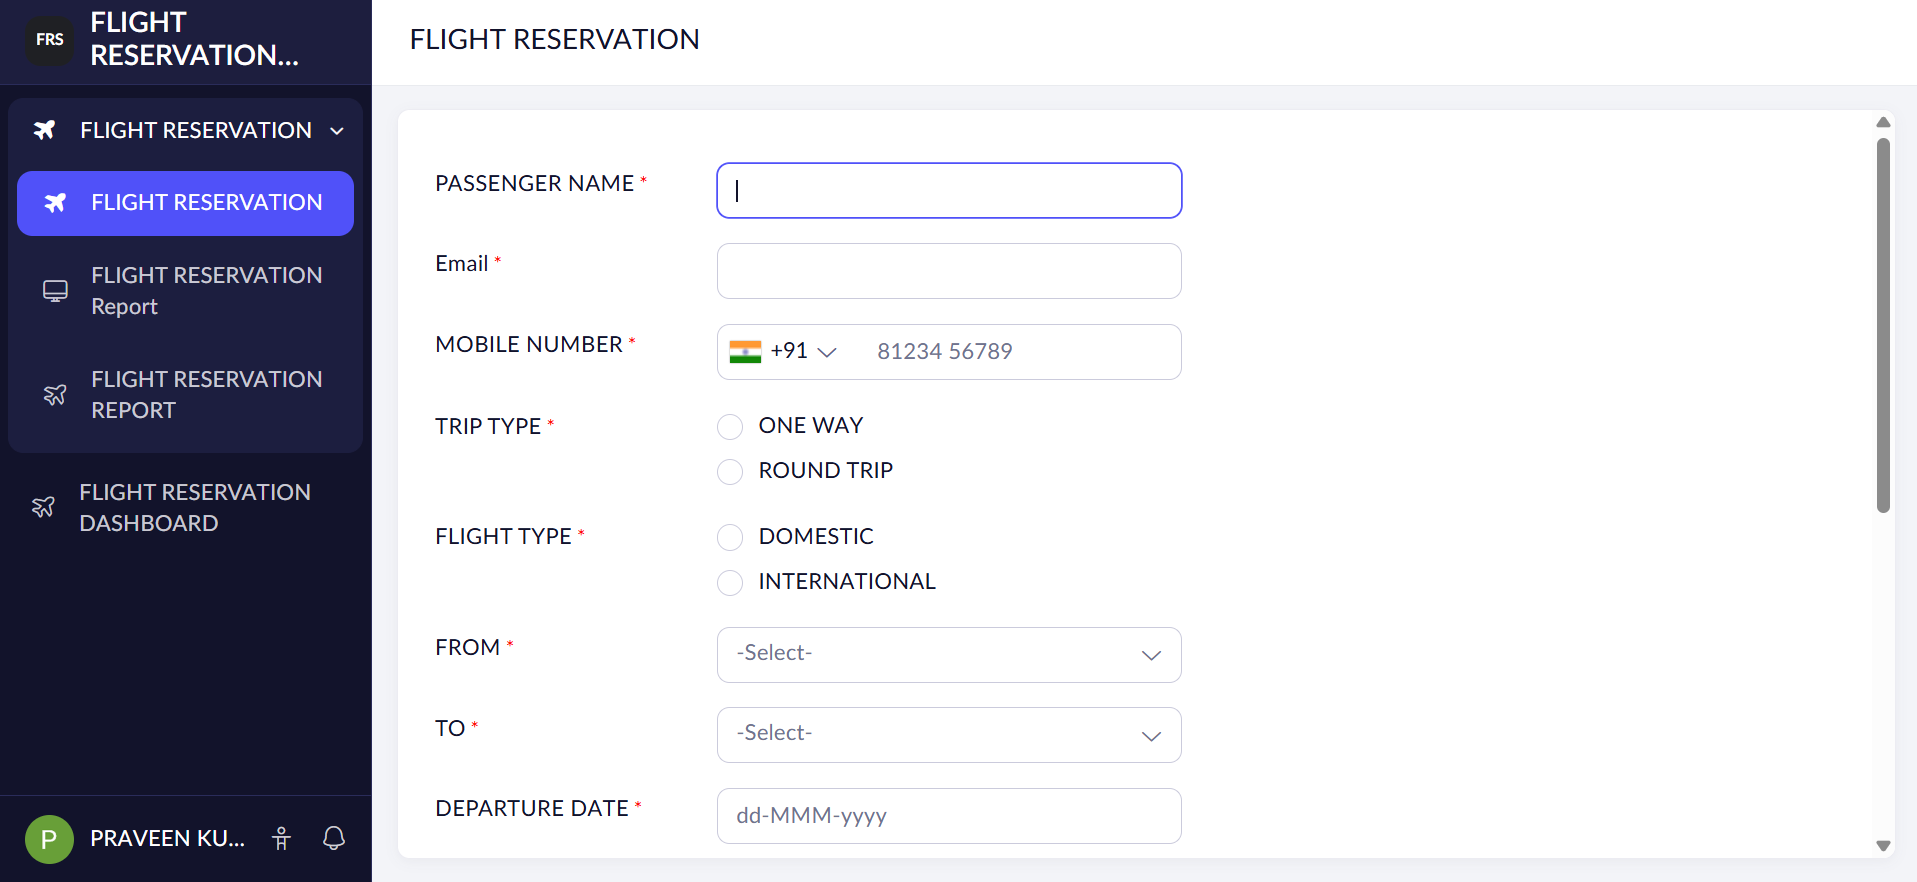 FRS
FLIGHT
RESERVATION...
FLIGHT RESERVATION
FLIGHT RESERVATION
FLIGHT RESERVATION
Report
FLIGHT RESERVATION
REPORT
FLIGHT RESERVATION
DASHBOARD
P
PRAVEEN KU...
FLIGHT RESERVATION
PASSENGER NAME *
Email *
MOBILE NUMBER *
+91
81234 56789
TRIP TYPE *
ONE WAY
ROUND TRIP
FLIGHT TYPE *
DOMESTIC
INTERNATIONAL
FROM *
-Select-
TO *
-Select-
DEPARTURE DATE *
dd-MMM-yyyy